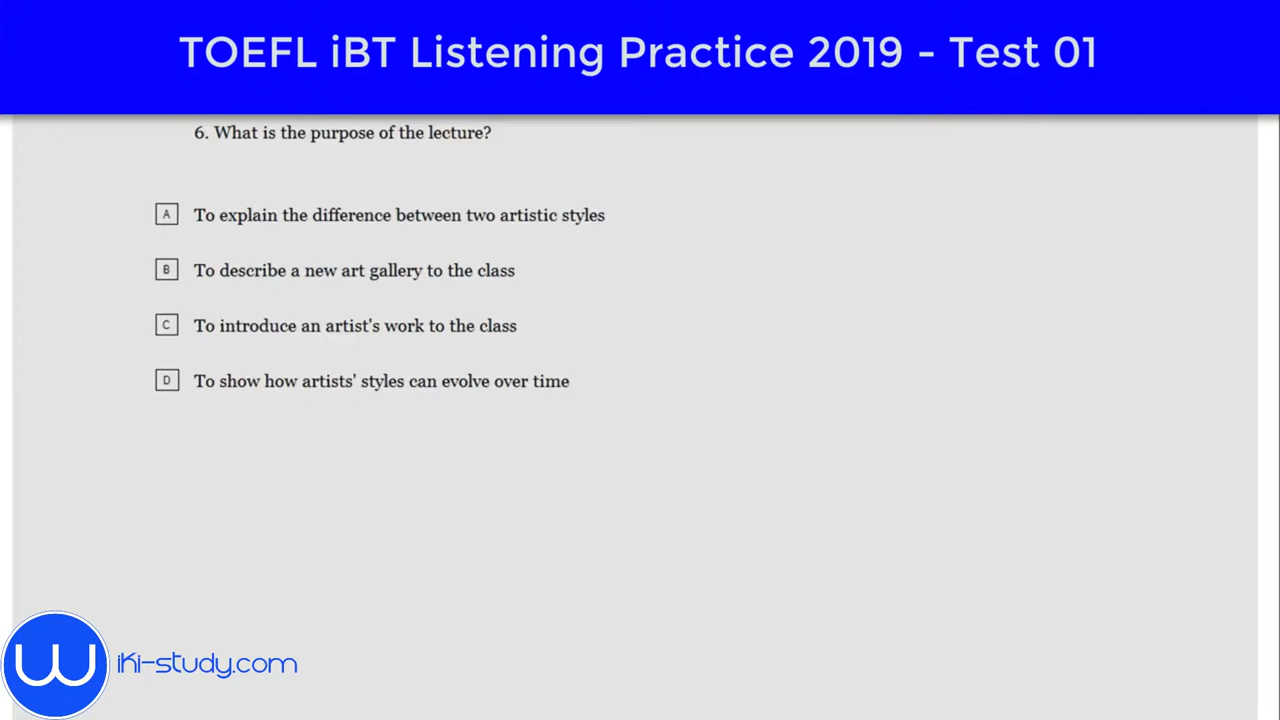 TOEFL iBT Listening Practice 2019 - Test 01
6. What is the purpose of the lecture?
A To explain the difference between two artistic styles
B To describe a new art gallery to the class
C To introduce an artist's work to the class
D To show how artists' styles can evolve over time
W iki-study.com